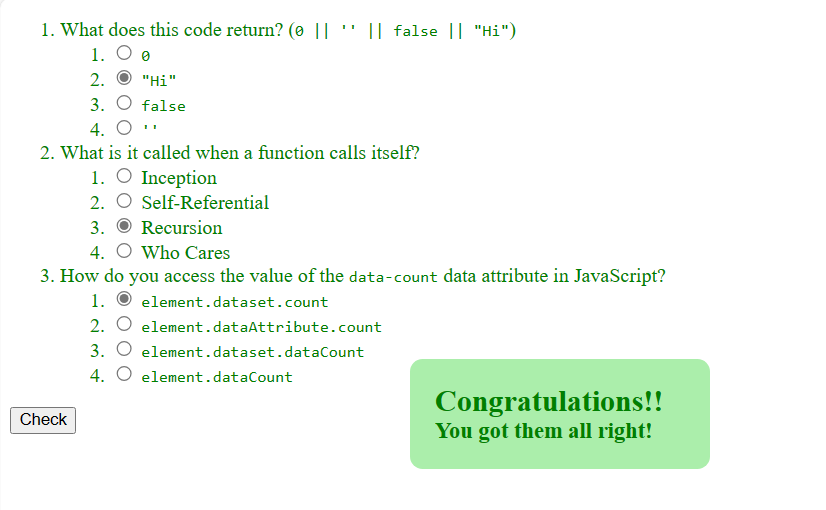 1. What does this code return? (0 || '' || false || "Hi")
1. 0
2. "Hi"
3. false
4. ''
2. What is it called when a function calls itself?
1. Inception
2. Self-Referential
3. Recursion
4. Who Cares
3. How do you access the value of the data-count data attribute in JavaScript?
1. element.dataset.count
2. element.dataAttribute.count
3. element.dataset.dataCount
4. element.dataCount
Congratulations!!
You got them all right!
Check